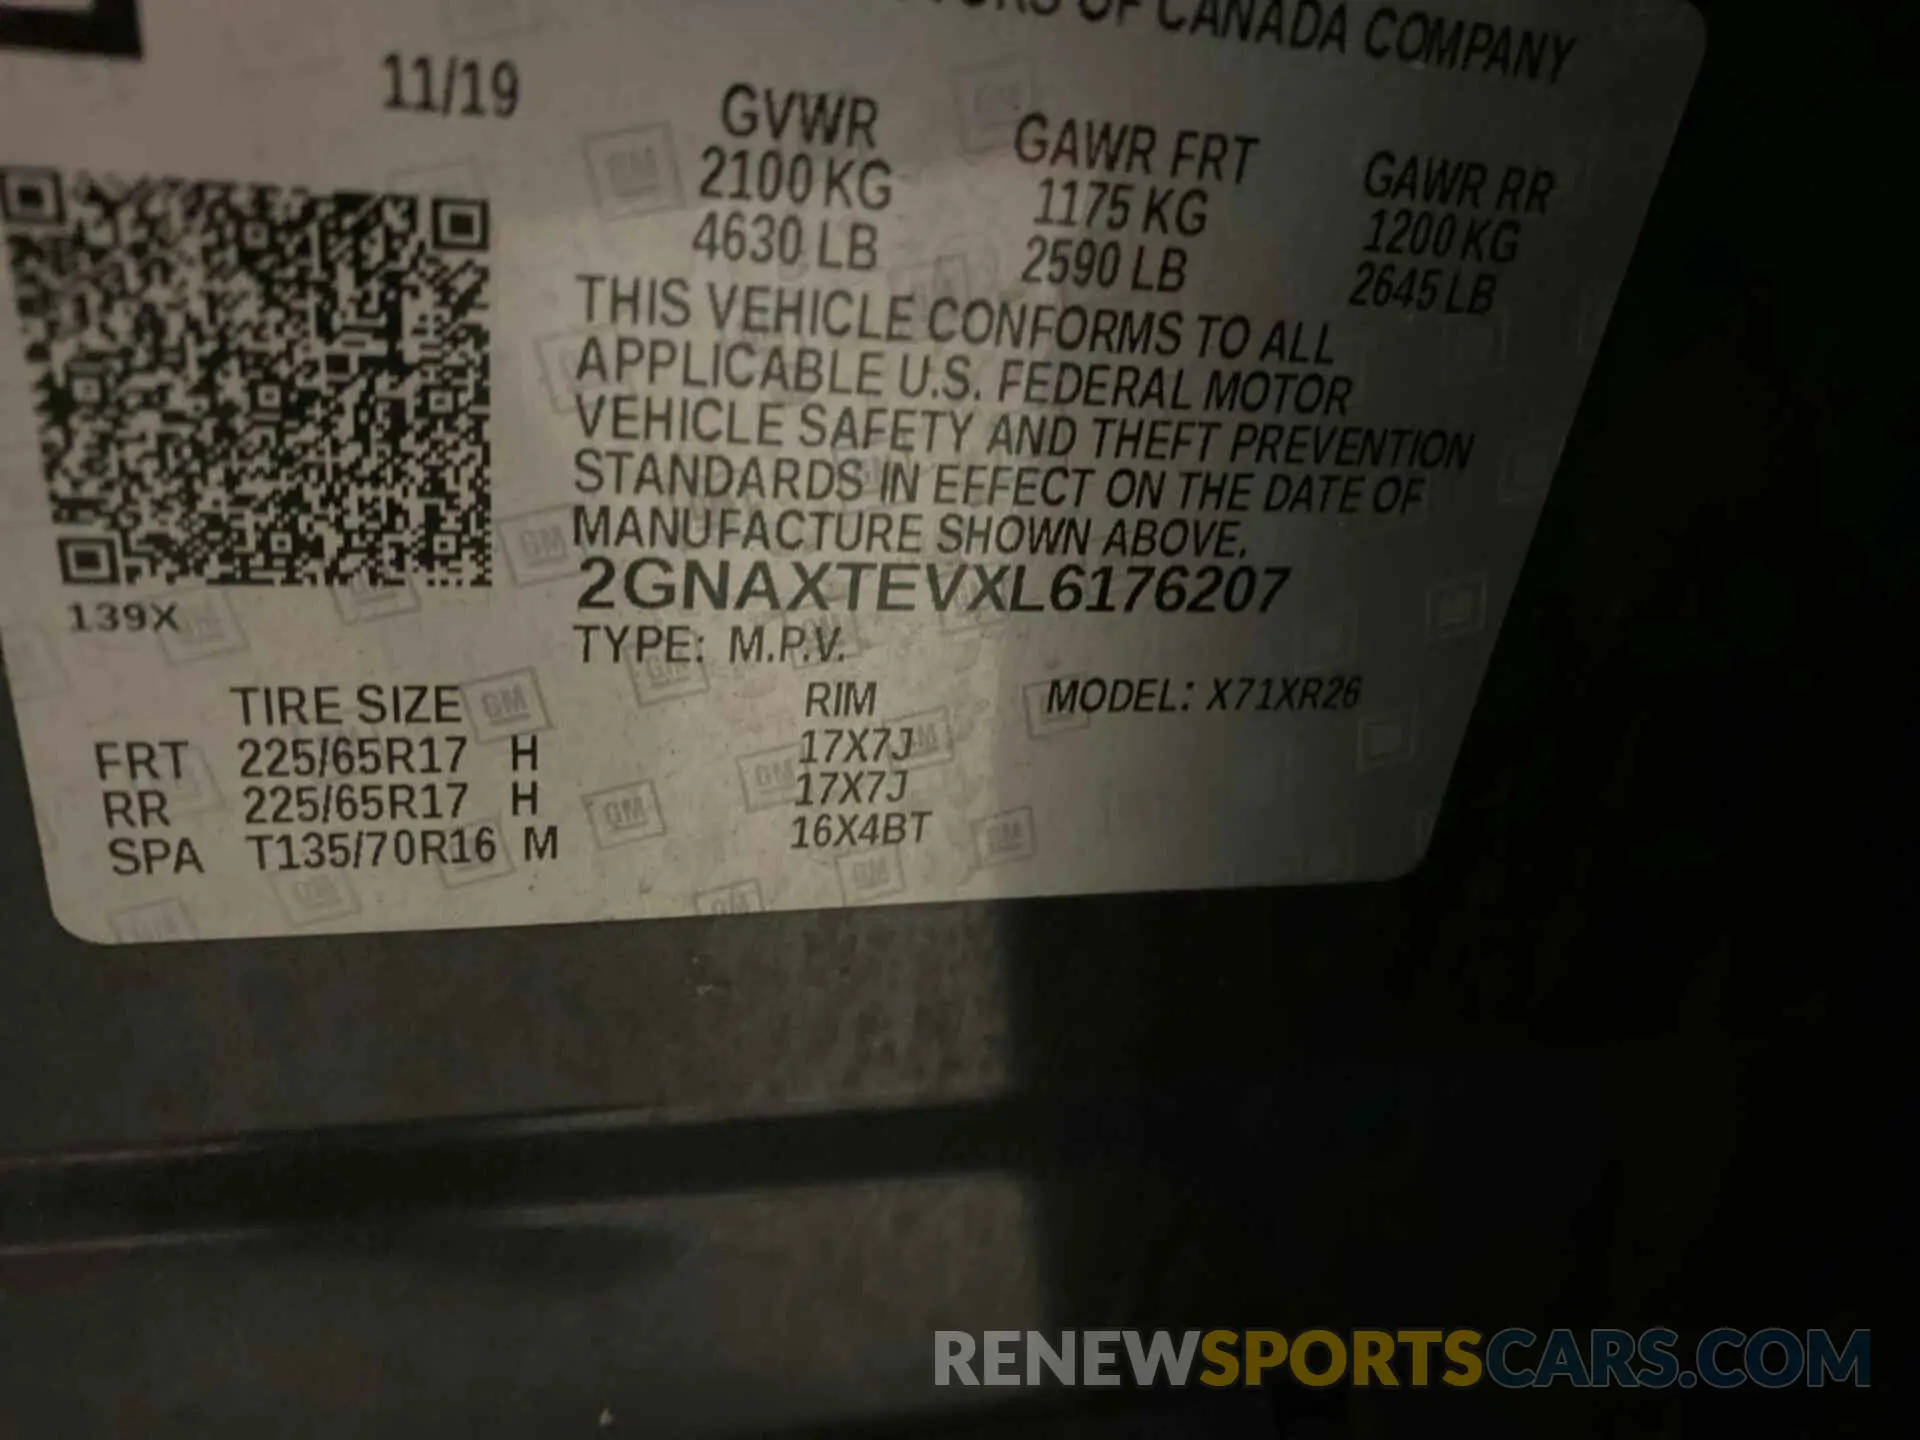 OF CANADA COMPANY
11/19
GVWR GAWR FRT GAWR RR
2100 KG 1175 KG 1200 KG
4630 LB 2590 LB 2645 LB
THIS VEHICLE CONFORMS TO ALL
APPLICABLE U.S. FEDERAL MOTOR
VEHICLE SAFETY AND THEFT PREVENTION
STANDARDS IN EFFECT ON THE DATE OF
MANUFACTURE SHOWN ABOVE.
2GNAXTEVXL6176207
139X
TYPE: M.P.V.
TIRE SIZE RIM MODEL: X71XR26
FRT 225/65R17 H 17X7J
RR 225/65R17 H 17X7J
SPA T135/70R16 M 16X4BT
RENEWSPORTSCARS.COM